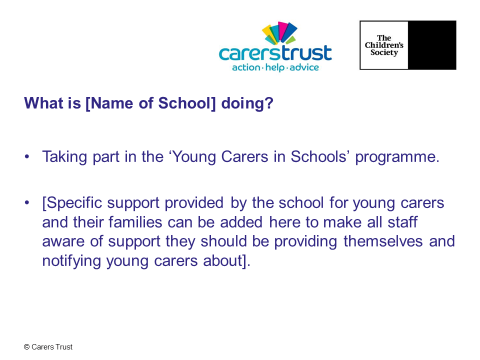 carerstrust
action·help·advice
The
Children's
Society
What is [Name of School] doing?
• Taking part in the ‘Young Carers in Schools’ programme.
• [Specific support provided by the school for young carers
and their families can be added here to make all staff
aware of support they should be providing themselves and
notifying young carers about].
© Carers Trust